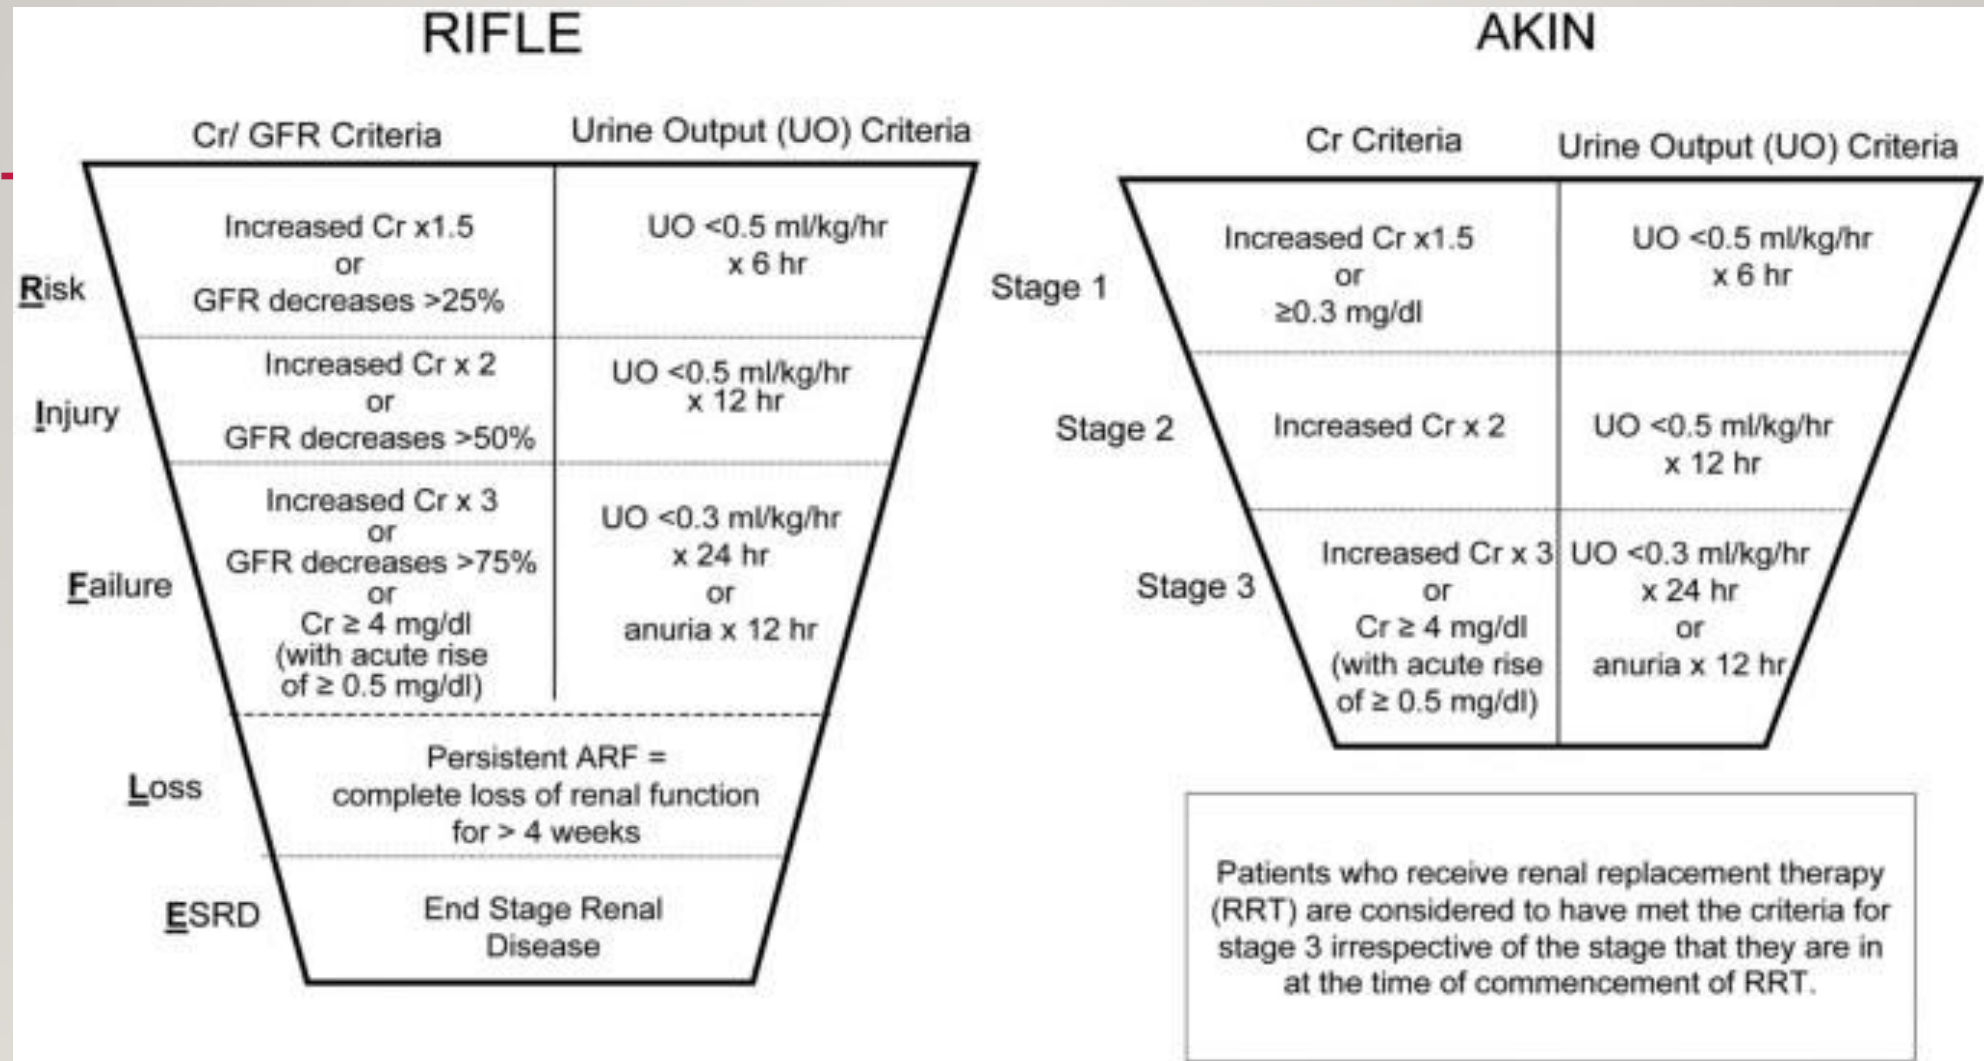 RIFLE
Cr/ GFR Criteria
Urine Output (UO) Criteria
Risk
Increased Cr x1.5
or
GFR decreases >25%
UO <0.5 ml/kg/hr
x 6 hr
Injury
Increased Cr x 2
or
GFR decreases >50%
UO <0.5 ml/kg/hr
x 12 hr
Failure
Increased Cr x 3
or
GFR decreases >75%
or
Cr ≥ 4 mg/dl
(with acute rise
of ≥ 0.5 mg/dl)
UO <0.3 ml/kg/hr
x 24 hr
or
anuria x 12 hr
Loss
Persistent ARF =
complete loss of renal function
for > 4 weeks
ESRD
End Stage Renal
Disease
AKIN
Cr Criteria
Urine Output (UO) Criteria
Stage 1
Increased Cr x1.5
or
≥0.3 mg/dl
UO <0.5 ml/kg/hr
x 6 hr
Stage 2
Increased Cr x 2
UO <0.5 ml/kg/hr
x 12 hr
Stage 3
Increased Cr x 3
or
Cr ≥ 4 mg/dl
(with acute rise
of ≥ 0.5 mg/dl)
UO <0.3 ml/kg/hr
x 24 hr
or
anuria x 12 hr
Patients who receive renal replacement therapy
(RRT) are considered to have met the criteria for
stage 3 irrespective of the stage that they are in
at the time of commencement of RRT.